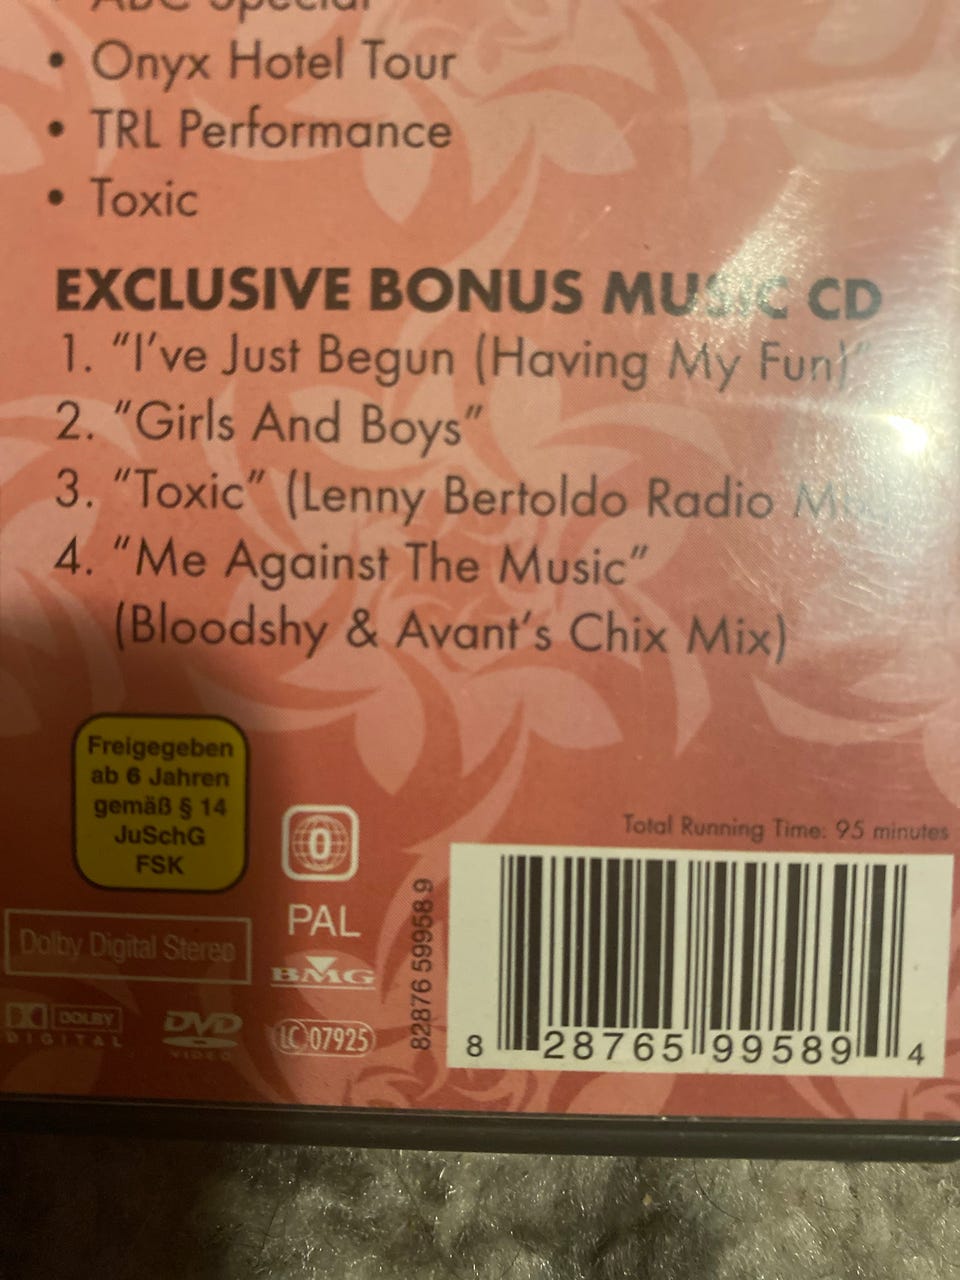 • ABC Special
• Onyx Hotel Tour
• TRL Performance
• Toxic
EXCLUSIVE BONUS MUSIC CD
1. “I’ve Just Begun (Having My Fun)”
2. “Girls And Boys”
3. “Toxic” (Lenny Bertoldo Radio
4. “Me Against The Music”
(Bloodshy & Avant’s Chix Mix)
Freigegeben
ab 6 Jahren
gemäß § 14
JuSchG
FSK
0
PAL
BMG
LC 07925
Dolby Digital Stereo
DOLBY
DIGITAL
DVD
VIDEO
Total Running Time: 95 minutes
82876 59958 9
8 28765 99589 4